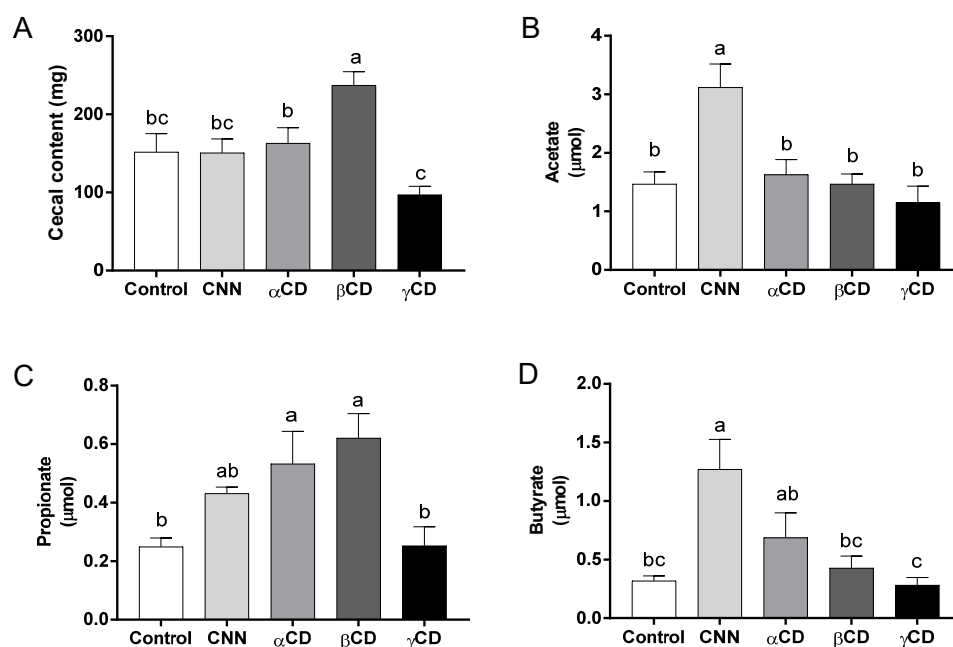 A
Cecal content (mg)
300
200
100
0
bc
bc
b
a
c
Control CNN αCD βCD γCD
B
Acetate
(μmol)
4
3
2
1
0
b
a
b
b
b
Control CNN αCD βCD γCD
C
Propionate
(μmol)
0.8
0.6
0.4
0.2
0.0
b
ab
a
a
b
Control CNN αCD βCD γCD
D
Butyrate
(μmol)
2.0
1.5
1.0
0.5
0.0
bc
a
ab
bc
c
Control CNN αCD βCD γCD